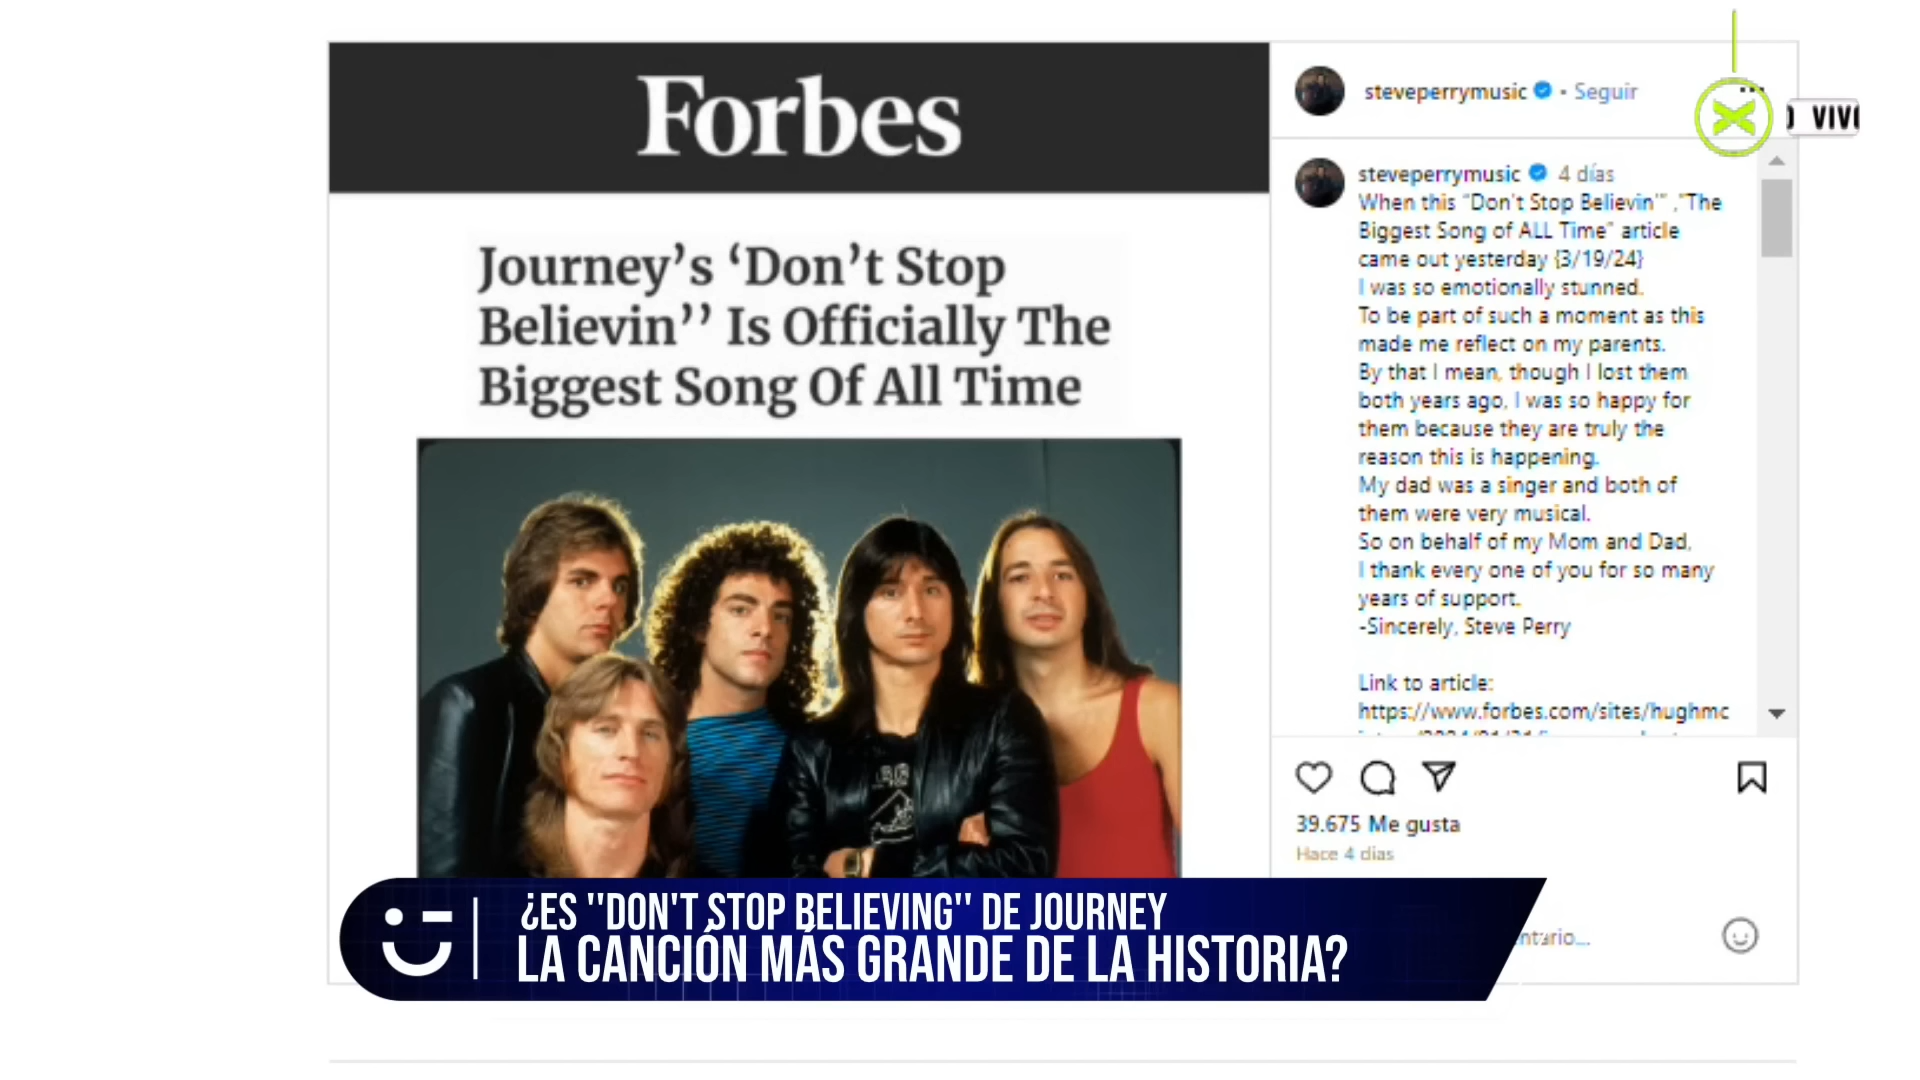 Forbes
Journey's 'Don't Stop
Believin'' Is Officially The
Biggest Song Of All Time
steveperrymusic • Seguir
VIV
steveperrymusic 4 días
When this "Don't Stop Believin'" ,"The
Biggest Song of ALL Time" article
came out yesterday {3/19/24}
I was so emotionally stunned.
To be part of such a moment as this
made me reflect on my parents.
By that I mean, though I lost them
both years ago, I was so happy for
them because they are truly the
reason this is happening.
My dad was a singer and both of
them were very musical.
So on behalf of my Mom and Dad,
I thank every one of you for so many
years of support.
-Sincerely, Steve Perry
Link to article:
https://www.forbes.com/sites/hughmc
39.675 Me gusta
Hace 4 días
ntario...
¿ES "DON'T STOP BELIEVING" DE JOURNEY
LA CANCIÓN MÁS GRANDE DE LA HISTORIA?